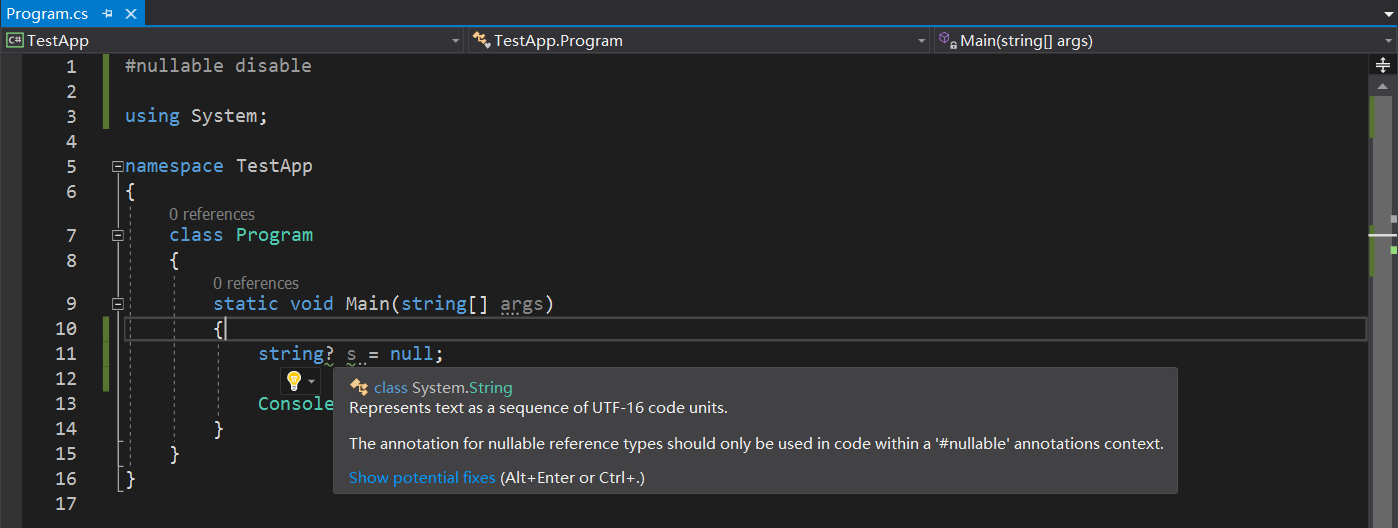 Program.cs
C# TestApp
TestApp.Program
Main(string[] args)
1 #nullable disable
2
3 using System;
4
5 namespace TestApp
6 {
0 references
7 class Program
8 {
0 references
9 static void Main(string[] args)
10 {
11 string? s = null;
12
class System.String
Represents text as a sequence of UTF-16 code units.
The annotation for nullable reference types should only be used in code within a '#nullable' annotations context.
Show potential fixes (Alt+Enter or Ctrl+.)
13 Console
14 }
15 }
16 }
17